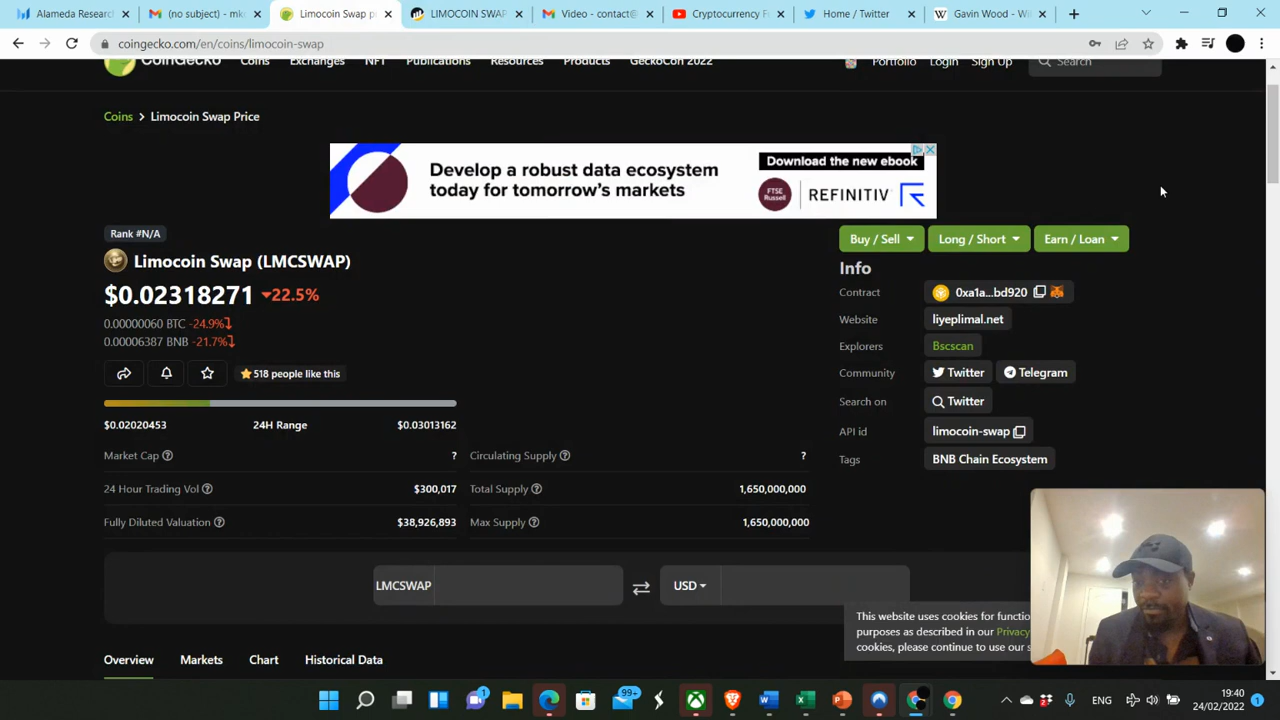 Alameda Researc
(no subject) - mk
Limocoin Swap p
LIMOCOIN SWAP
Video - contact@
Cryptocurrency F
Home / Twitter
Gavin Wood - Wi
coingecko.com/en/coins/limocoin-swap
CoinGecko Coins Exchanges NFT Publications Resources Products GeckoCon 2022 Portfolio Login Sign Up Search
Coins > Limocoin Swap Price
Develop a robust data ecosystem
today for tomorrow's markets
Download the new ebook
FTSE
Russell
REFINITIV
Rank #N/A
Limocoin Swap (LMCSWAP)
$0.02318271 22.5%
0.00000060 BTC -24.9%
0.00006387 BNB -21.7%
518 people like this
$0.02020453 24H Range $0.03013162
Market Cap ?
24 Hour Trading Vol $300,017
Fully Diluted Valuation $38,926,893
Circulating Supply ?
Total Supply 1,650,000,000
Max Supply 1,650,000,000
Buy / Sell Long / Short Earn / Loan
Info
Contract 0xa1a...bd920
Website liyeplimal.net
Explorers Bscscan
Community Twitter Telegram
Search on Twitter
API id limocoin-swap
Tags BNB Chain Ecosystem
LMCSWAP USD
This website uses cookies for functio
purposes as described in our Privacy
cookies, please continue to use our s
Overview Markets Chart Historical Data
1
99+
ENG
19:40
24/02/2022
1